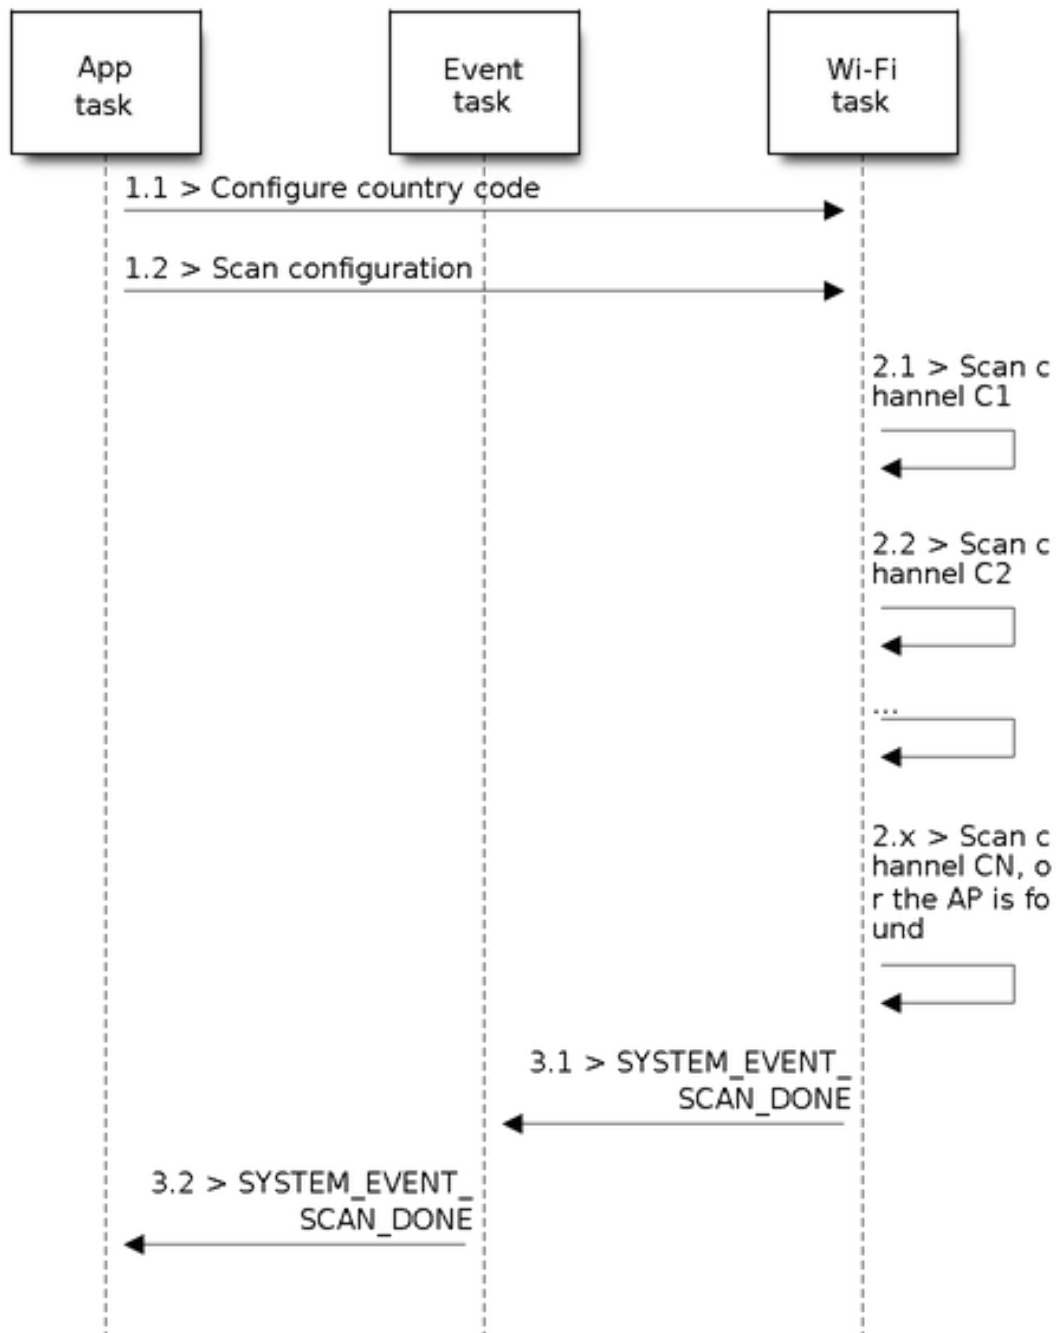 App
task
Event
task
Wi-Fi
task
1.1 > Configure country code
1.2 > Scan configuration
2.1 > Scan c
hannel C1
2.2 > Scan c
hannel C2
...
2.x > Scan c
hannel CN, o
r the AP is fo
und
3.1 > SYSTEM_EVENT_
SCAN_DONE
3.2 > SYSTEM_EVENT_
SCAN_DONE